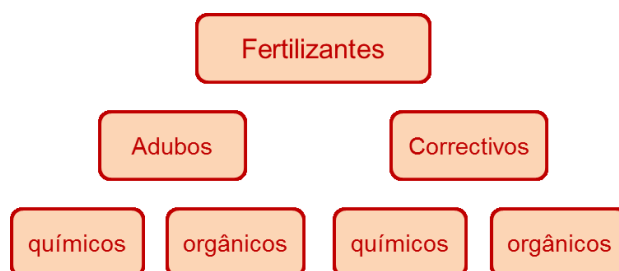 Fertilizantes
Adubos
Correctivos
químicos
orgânicos
químicos
orgânicos